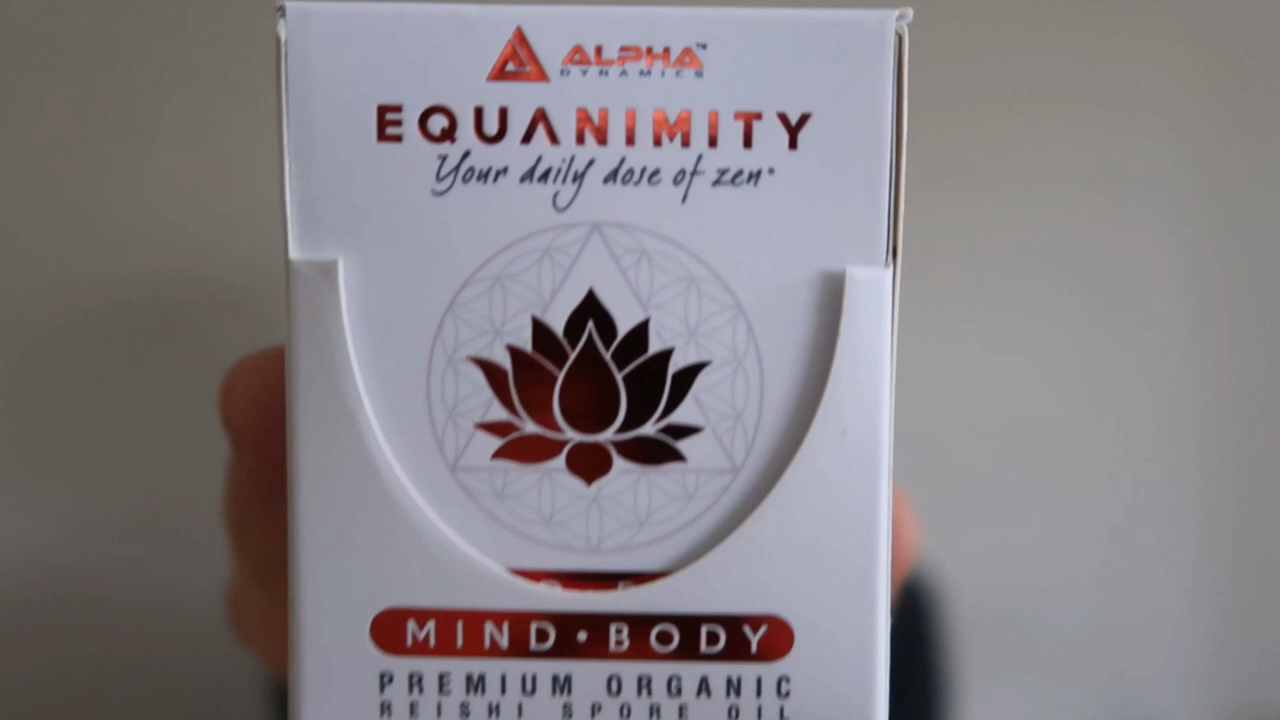 ALPHA™
DYNAMICS
EQUANIMITY
Your daily dose of zen
MIND•BODY
PREMIUM ORGANIC
REISHI SPORE OIL